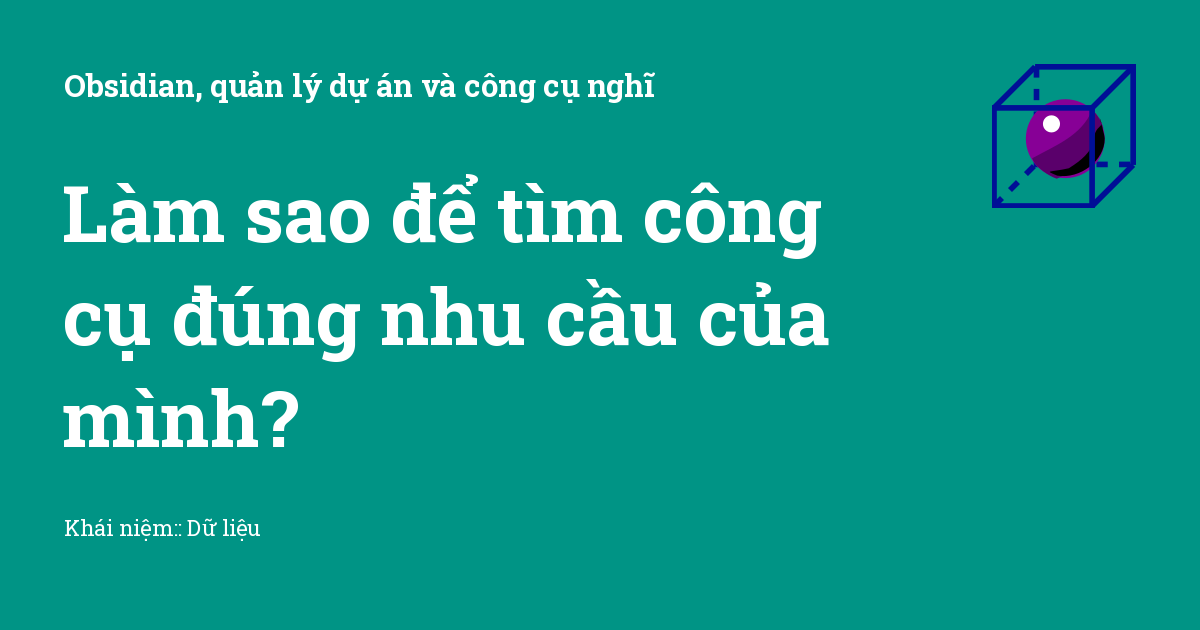 Obsidian, quản lý dự án và công cụ nghĩ
Làm sao để tìm công
cụ đúng nhu cầu của
mình?
Khái niệm:: Dữ liệu